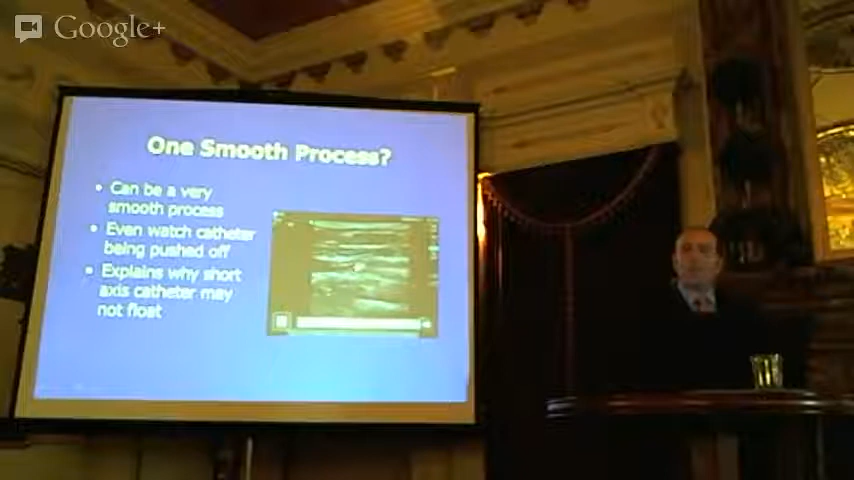 Google+
One Smooth Process?
• Can be a very
smooth process
• Even watch catheter
being pushed off
• Explains why short
axis catheter may
not float